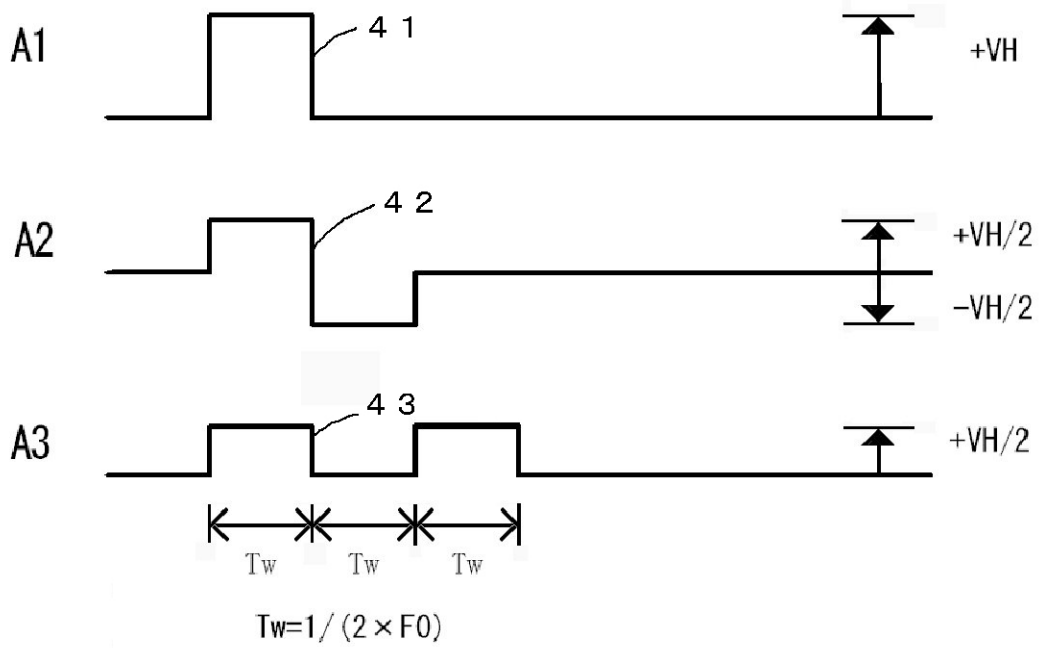 A1
４１
+VH
A2
４２
+VH/2
-VH/2
A3
４３
+VH/2
Tw Tw Tw
Tw=1/(2×F0)